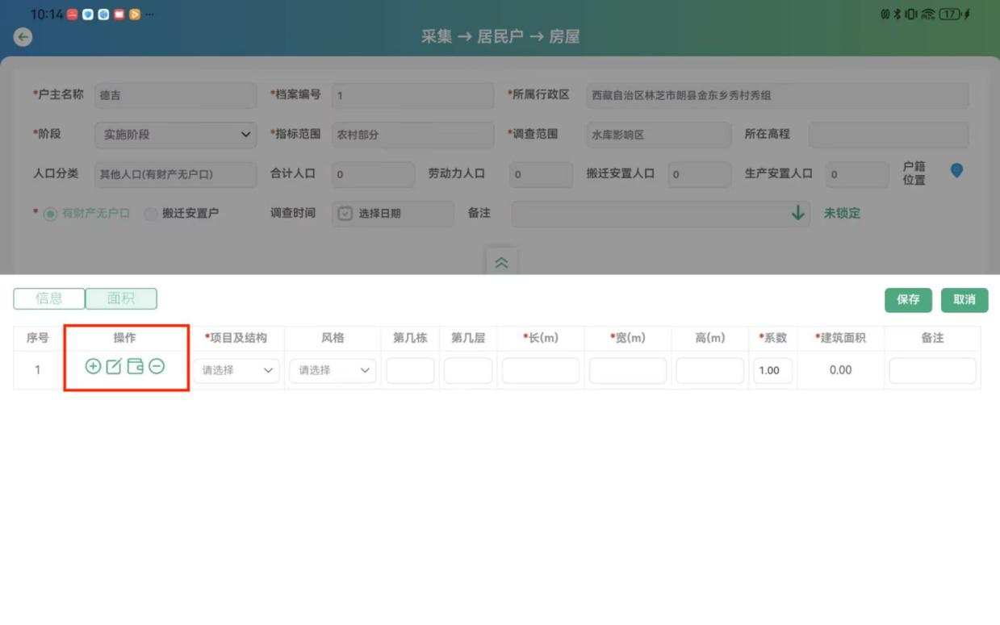 10:14 ··· 17
采集 → 居民户 → 房屋
*户主名称 德吉 *档案编号 1 *所属行政区 西藏自治区林芝市朗县金东乡秀村秀组
*阶段 实施阶段 *指标范围 农村部分 *调查范围 水库影响区 所在高程
人口分类 其他人口(有财产无户口) 合计人口 0 劳动力人口 0 搬迁安置人口 0 生产安置人口 0 户籍位置
* 有财产无户口 搬迁安置户 调查时间 选择日期 备注 未锁定
信息 面积 保存 取消
序号 操作 *项目及结构 风格 第几栋 第几层 *长(m) *宽(m) 高(m) *系数 *建筑面积 备注
1 请选择 请选择 1.00 0.00